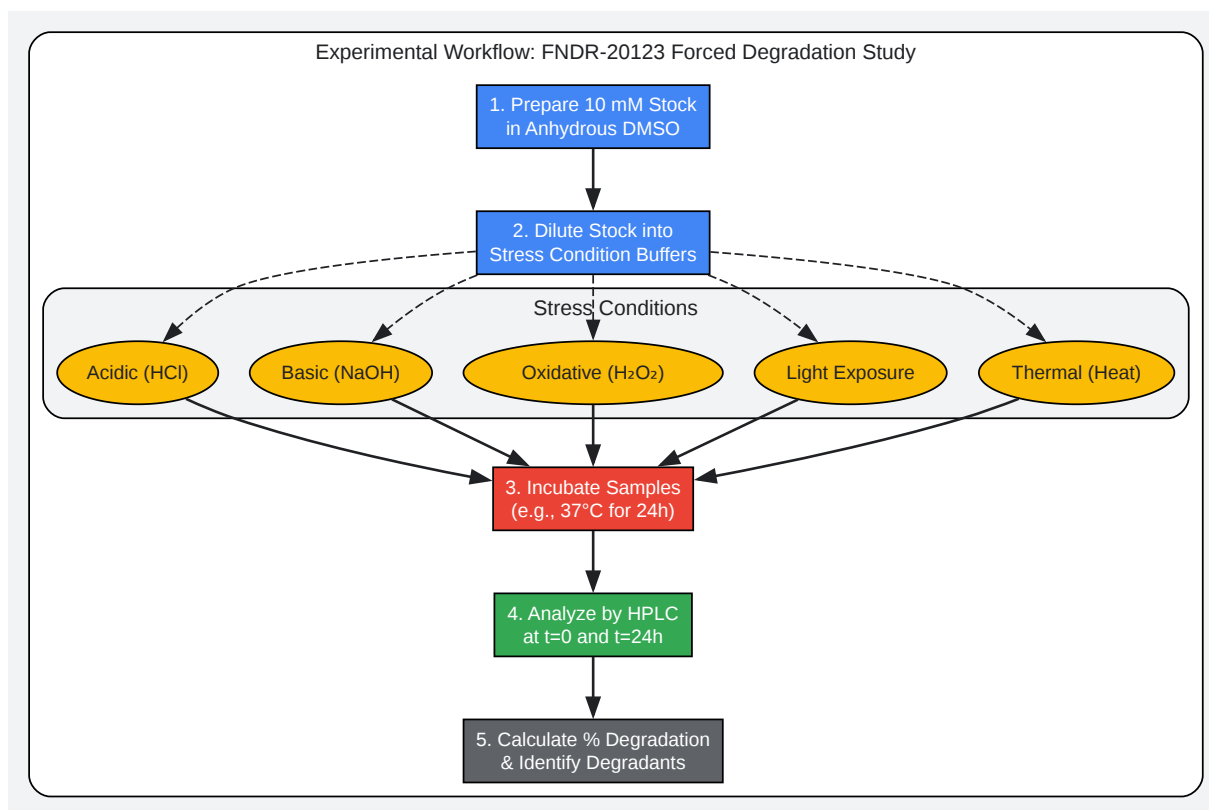 Experimental Workflow: FNDR-20123 Forced Degradation Study
1. Prepare 10 mM Stock
in Anhydrous DMSO
2. Dilute Stock into
Stress Condition Buffers
Stress Conditions
Acidic (HCl)
Basic (NaOH)
Oxidative (H₂O₂)
Light Exposure
Thermal (Heat)
3. Incubate Samples
(e.g., 37°C for 24h)
4. Analyze by HPLC
at t=0 and t=24h
5. Calculate % Degradation
& Identify Degradants